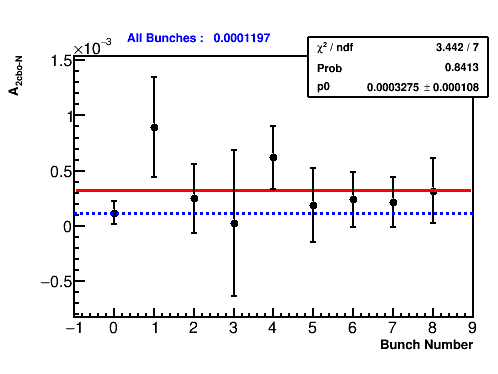 All Bunches : 0.0001197
χ² / ndf 3.442 / 7
Prob 0.8413
p0 0.0003275 ± 0.000108
×10⁻³
A2cbo-N
1.5
1
0.5
0
−0.5
−1 0 1 2 3 4 5 6 7 8 9
Bunch Number